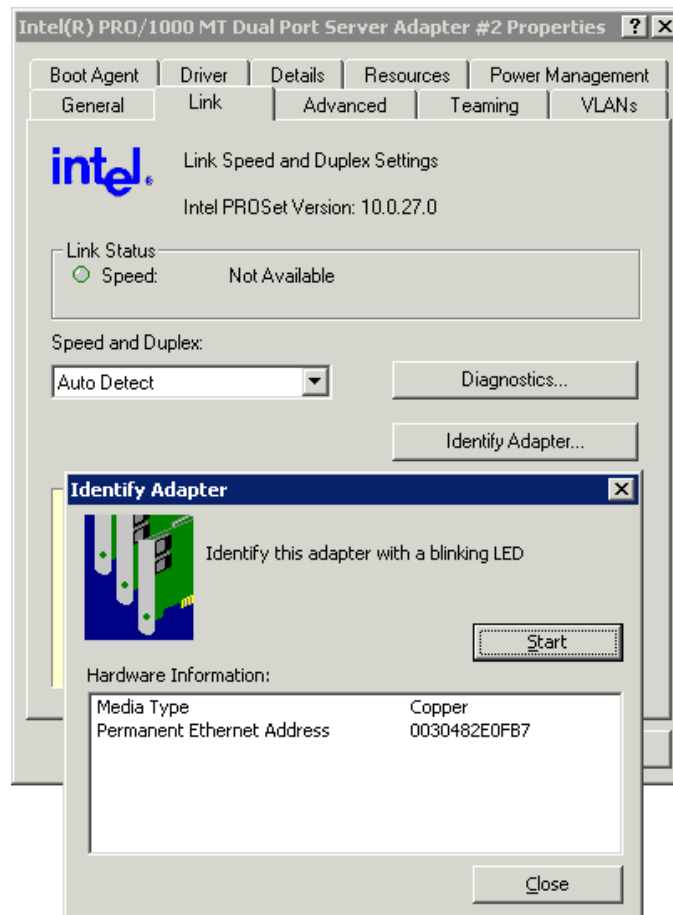 Intel(R) PRO/1000 MT Dual Port Server Adapter #2 Properties
Boot Agent Driver Details Resources Power Management
General Link Advanced Teaming VLANs
intel®
Link Speed and Duplex Settings
Intel PROSet Version: 10.0.27.0
Link Status
Speed: Not Available
Speed and Duplex:
Auto Detect
Diagnostics...
Identify Adapter...
Identify Adapter
Identify this adapter with a blinking LED
Start
Hardware Information:
Media Type Copper
Permanent Ethernet Address 0030482E0FB7
Close